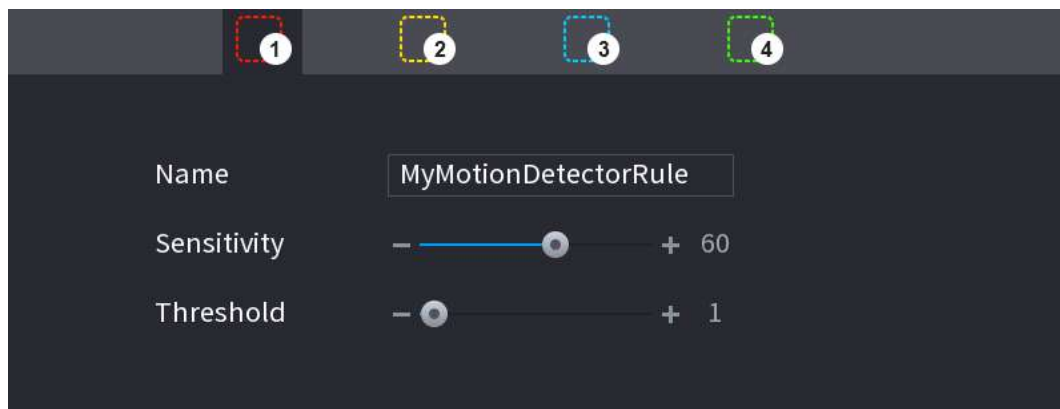 1 2 3 4
Name MyMotionDetectorRule
Sensitivity − + 60
Threshold − + 1